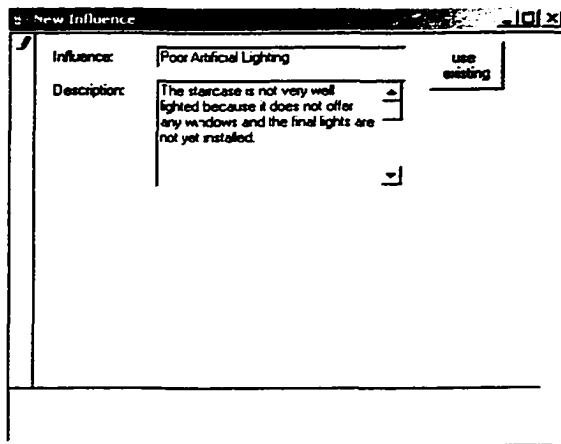 New Influence
Influence: Poor Artificial Lighting
use
existing
Description: The staircase is not very well
lighted because it does not offer
any windows and the final lights are
not yet installed.